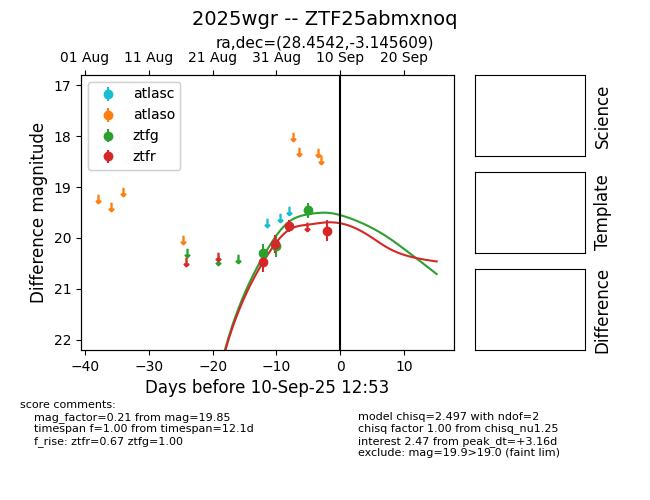 2025wgr -- ZTF25abmxnoq
ra,dec=(28.4542,-3.145609)
01 Aug 11 Aug 21 Aug 31 Aug 10 Sep 20 Sep
17
18
19
20
21
22
Difference magnitude
atlasc
atlaso
ztfg
ztfr
−40 −30 −20 −10 0 10
Days before 10-Sep-25 12:53
Science
Template
Difference
score comments:
mag_factor=0.21 from mag=19.85
timespan f=1.00 from timespan=12.1d
f_rise: ztfr=0.67 ztfg=1.00
model chisq=2.497 with ndof=2
chisq factor 1.00 from chisq_nu1.25
interest 2.47 from peak_dt=+3.16d
exclude: mag=19.9>19.0 (faint lim)